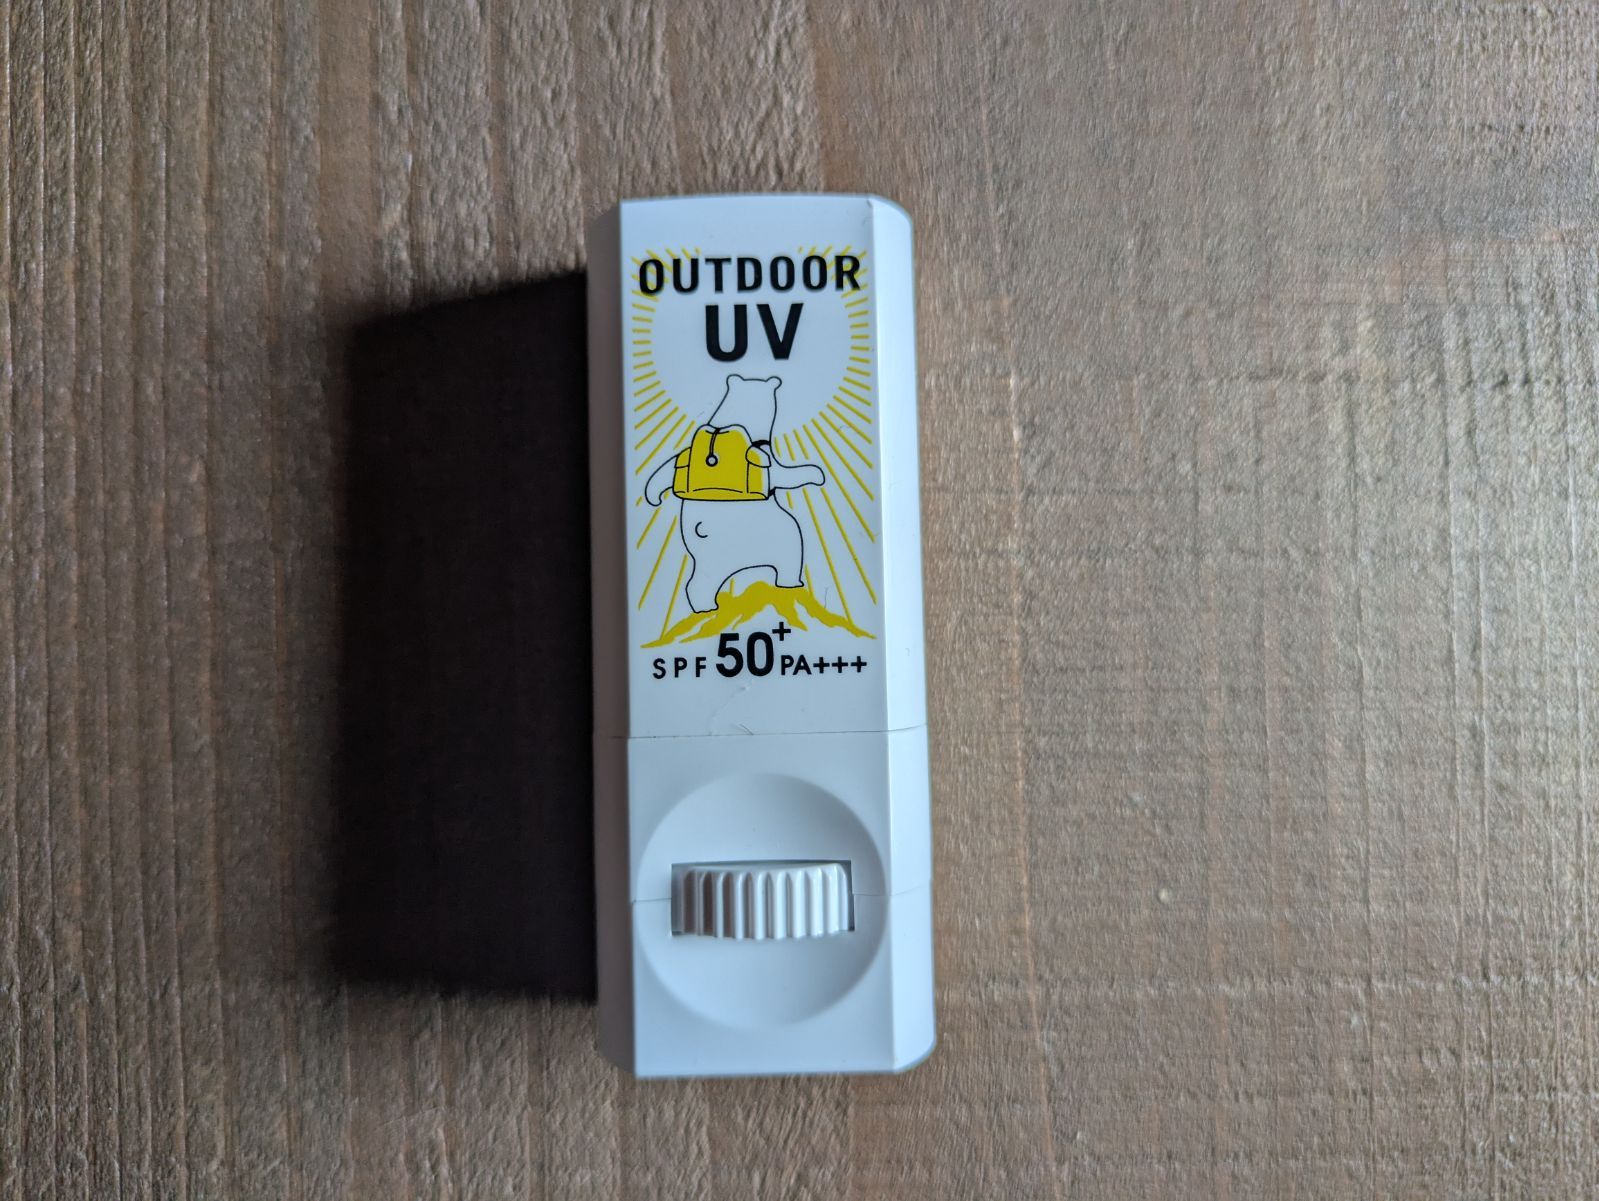 OUTDOOR
UV
SPF 50+ PA+++